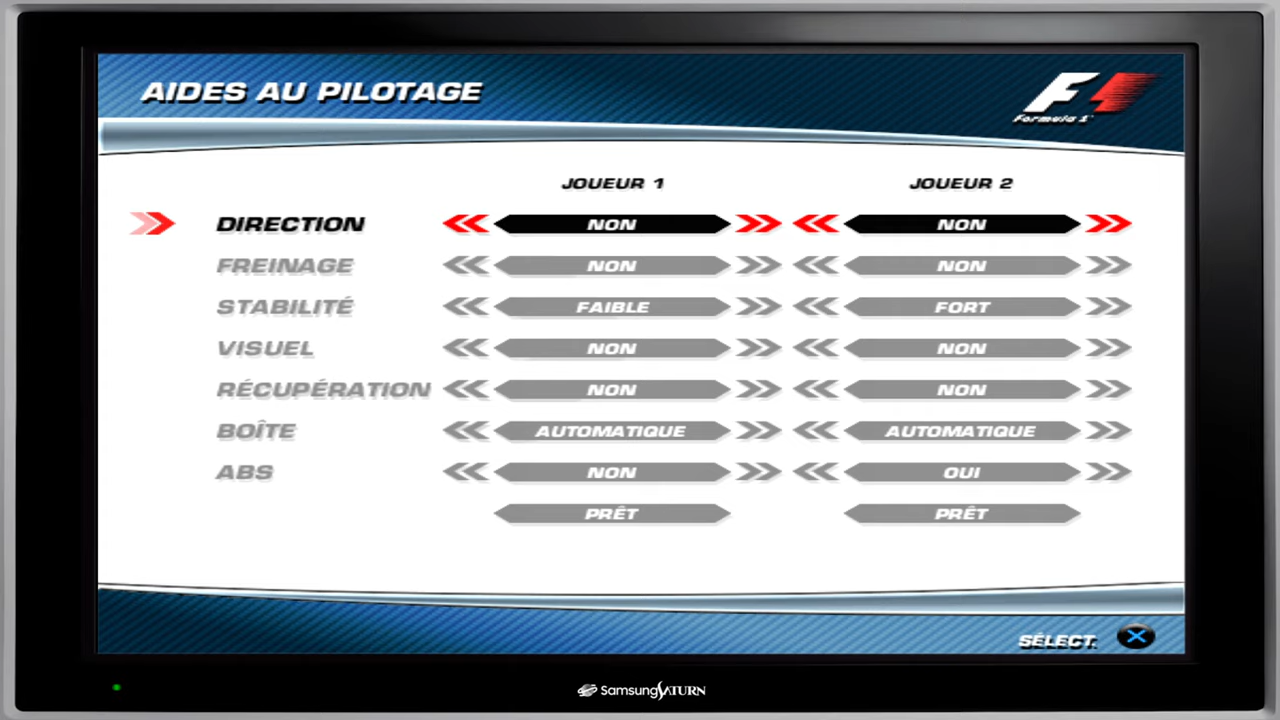 AIDES AU PILOTAGE
F1
Formula 1
JOUEUR 1 JOUEUR 2
DIRECTION NON NON
FREINAGE NON NON
STABILITÉ FAIBLE FORT
VISUEL NON NON
RÉCUPÉRATION NON NON
BOÎTE AUTOMATIQUE AUTOMATIQUE
ABS NON OUI
PRÊT PRÊT
SÉLECT.
SamsungSATURN